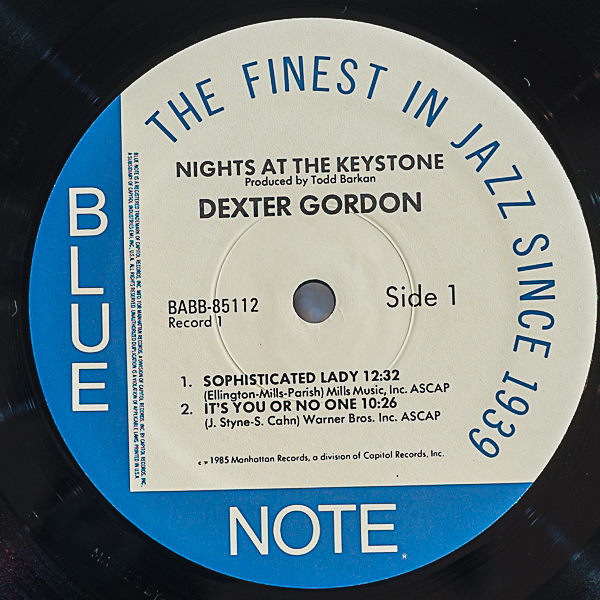 THE FINEST IN JAZZ SINCE 1939
NIGHTS AT THE KEYSTONE
Produced by Todd Barkan
DEXTER GORDON
BABB-85112
Record 1
Side 1
1. SOPHISTICATED LADY 12:32
(Ellington-Mills-Parish) Mills Music, Inc. ASCAP
2. IT'S YOU OR NO ONE 10:26
(J. Styne-S. Cahn) Warner Bros. Inc. ASCAP
℗ 1985 Manhattan Records, a division of Capitol Records, Inc.
BLUE
NOTE